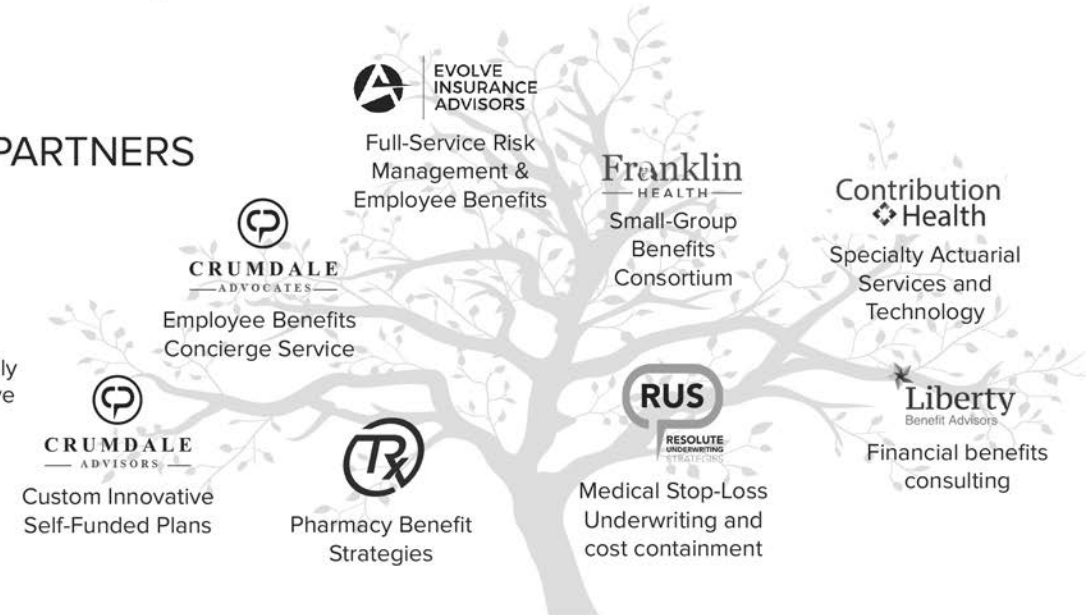 PARTNERS
EVOLVE
INSURANCE
ADVISORS
Full-Service Risk
Management &
Employee Benefits
Franklin
HEALTH
Small-Group
Benefits
Consortium
Contribution
Health
Specialty Actuarial
Services and
Technology
CRUMDALE
ADVOCATES
Employee Benefits
Concierge Service
CRUMDALE
ADVISORS
Custom Innovative
Self-Funded Plans
Rx
Pharmacy Benefit
Strategies
RUS
RESOLUTE
UNDERWRITING
STRATEGIES
Medical Stop-Loss
Underwriting and
cost containment
Liberty
Benefit Advisors
Financial benefits
consulting